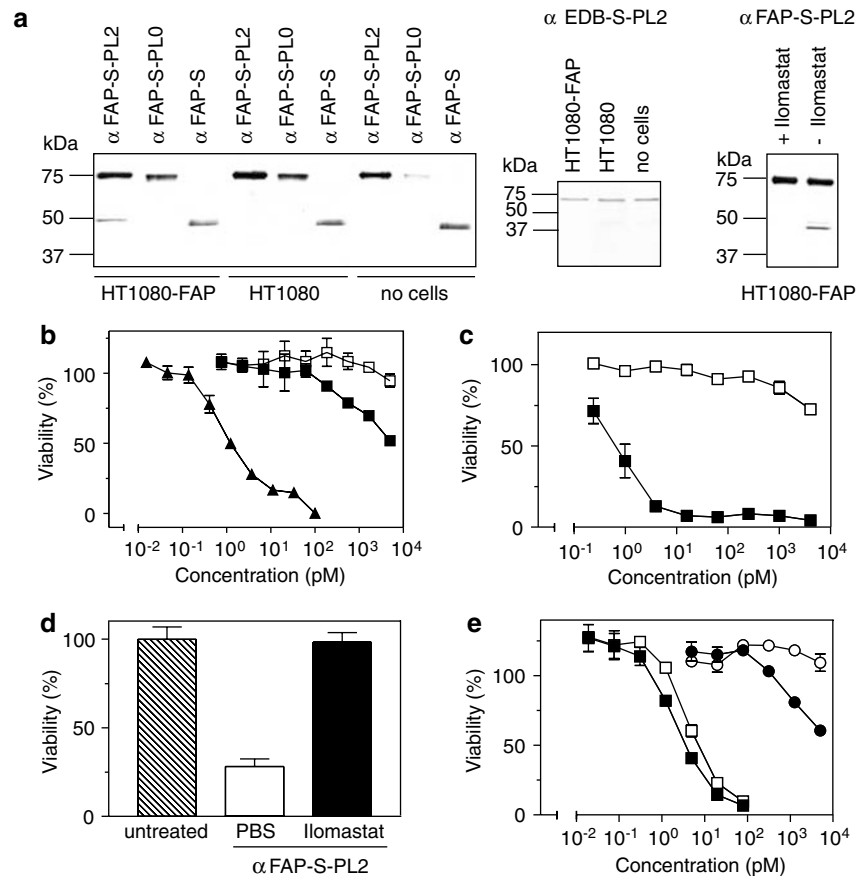 a
α FAP-S-PL2
α FAP-S-PL0
α FAP-S
α FAP-S-PL2
α FAP-S-PL0
α FAP-S
α FAP-S-PL2
α FAP-S-PL0
α FAP-S
kDa
75
50
37
HT1080-FAP
HT1080
no cells
α EDB-S-PL2
HT1080-FAP
HT1080
no cells
kDa
75
50
37
α FAP-S-PL2
+ Ilomastat
- Ilomastat
kDa
75
50
37
HT1080-FAP
b
Viability (%)
100
50
0
10-2 10-1 100 101 102 103 104
Concentration (pM)
c
Viability (%)
100
50
0
10-1 100 101 102 103 104
Concentration (pM)
d
Viability (%)
100
50
0
untreated PBS Ilomastat
α FAP-S-PL2
e
Viability (%)
100
50
0
10-2 10-1 100 101 102 103 104
Concentration (pM)